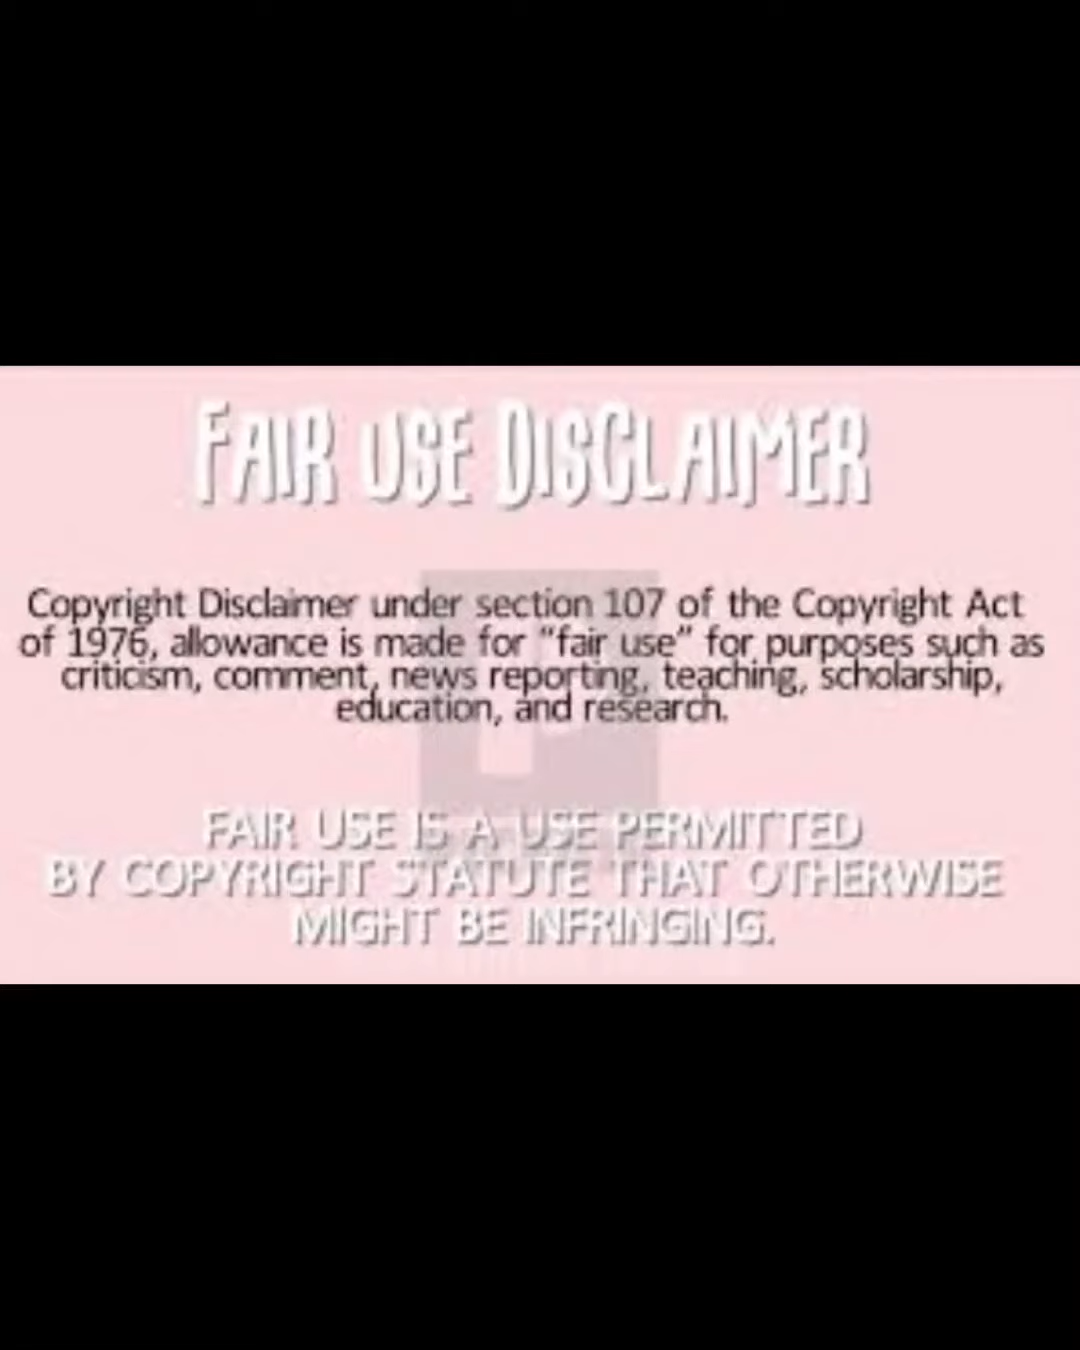 FAIR USE DISCLAIMER
Copyright Disclaimer under section 107 of the Copyright Act
of 1976, allowance is made for “fair use” for purposes such as
criticism, comment, news reporting, teaching, scholarship,
education, and research.
FAIR USE IS A USE PERMITTED
BY COPYRIGHT STATUTE THAT OTHERWISE
MIGHT BE INFRINGING.